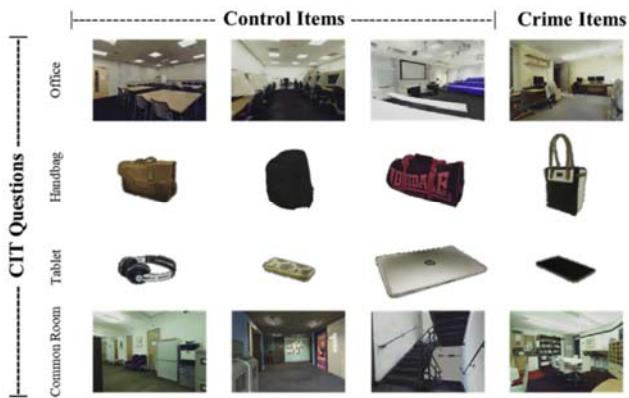 Control Items
Crime Items
CIT Questions
Office
Handbag
Tablet
Common Room
LONSDALE